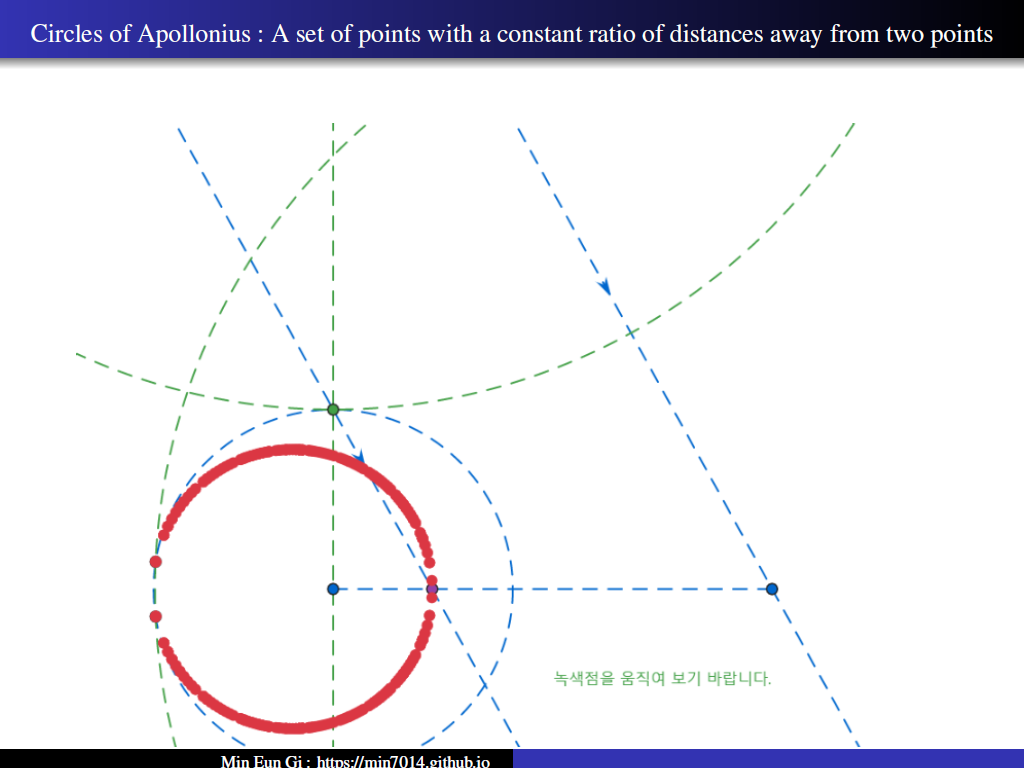 Circles of Apollonius : A set of points with a constant ratio of distances away from two points
녹색점을 움직여 보기 바랍니다.
Min Eun Gi : https://min7014.github.io